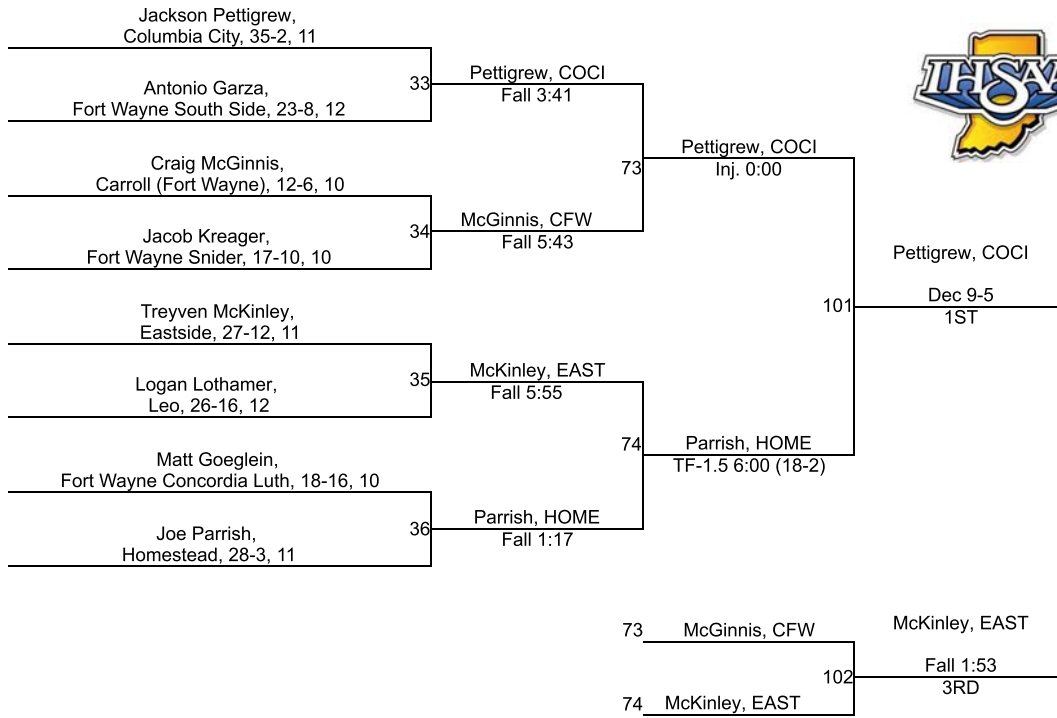 Jackson Pettigrew,
Columbia City, 35-2, 11
33
Pettigrew, COCI
Fall 3:41
Antonio Garza,
Fort Wayne South Side, 23-8, 12
73
Pettigrew, COCI
Inj. 0:00
Craig McGinnis,
Carroll (Fort Wayne), 12-6, 10
34
McGinnis, CFW
Fall 5:43
Jacob Kreager,
Fort Wayne Snider, 17-10, 10
101
Pettigrew, COCI
Dec 9-5
1ST
Treyven McKinley,
Eastside, 27-12, 11
35
McKinley, EAST
Fall 5:55
Logan Lothamer,
Leo, 26-16, 12
74
Parrish, HOME
TF-1.5 6:00 (18-2)
Matt Goeglein,
Fort Wayne Concordia Luth, 18-16, 10
36
Parrish, HOME
Fall 1:17
Joe Parrish,
Homestead, 28-3, 11
73
McGinnis, CFW
102
McKinley, EAST
Fall 1:53
3RD
74
McKinley, EAST
IHSAA